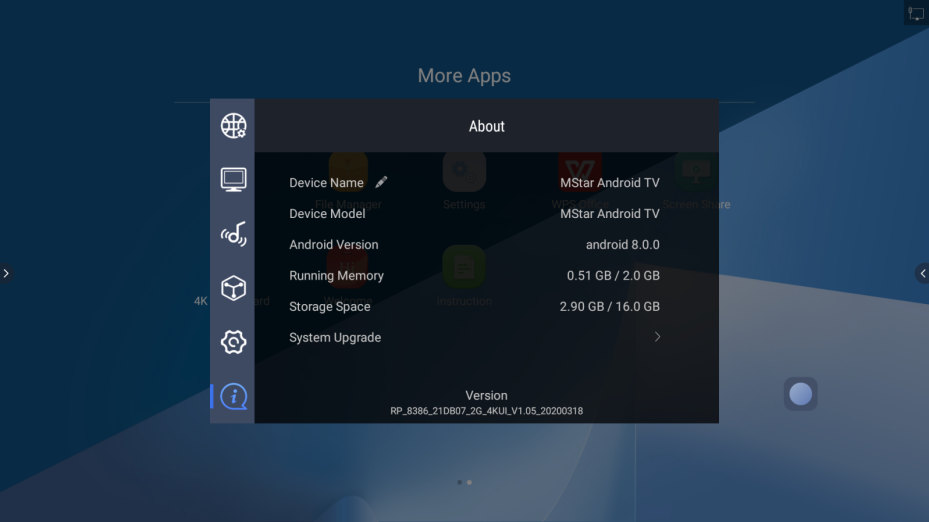 More Apps
About
Device Name
MStar Android TV
File Manager
Settings
WPS Office
Screen Share
Device Model
MStar Android TV
Android Version
android 8.0.0
Running Memory
0.51 GB / 2.0 GB
4K
ard
Welcome
Instruction
Storage Space
2.90 GB / 16.0 GB
System Upgrade
Version
RP_8386_21DB07_2G_4KUI_V1.05_20200318